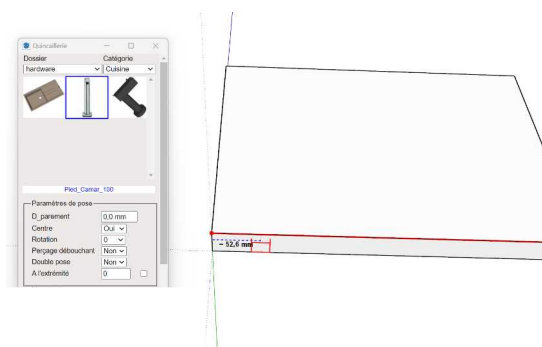 Quincaillerie
Dossier Catégorie
hardware Cuisine
Pied_Camar_100
Paramètres de pose
D_parement 0,0 mm
Centre Oui
Rotation 0
Perçage débouchant Non
Double pose Non
A l'extrémité 0
~ 52,6 mm